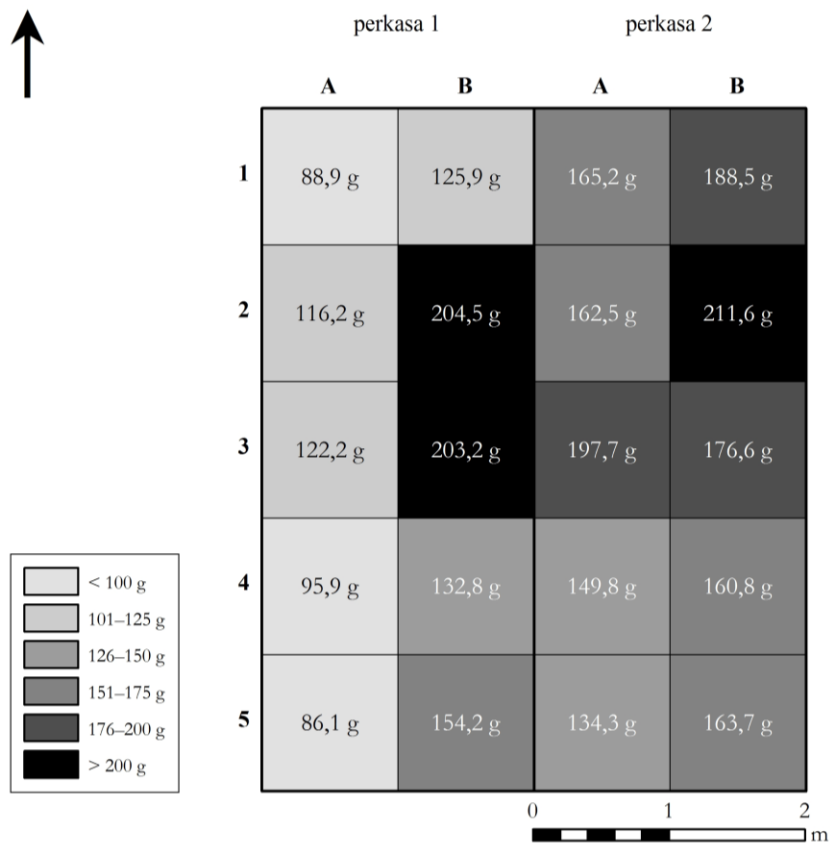 perkasa 1 perkasa 2
A B A B
1 88,9 g 125,9 g 165,2 g 188,5 g
2 116,2 g 204,5 g 162,5 g 211,6 g
3 122,2 g 203,2 g 197,7 g 176,6 g
4 95,9 g 132,8 g 149,8 g 160,8 g
5 86,1 g 154,2 g 134,3 g 163,7 g
< 100 g
101–125 g
126–150 g
151–175 g
176–200 g
> 200 g
0 1 2
m